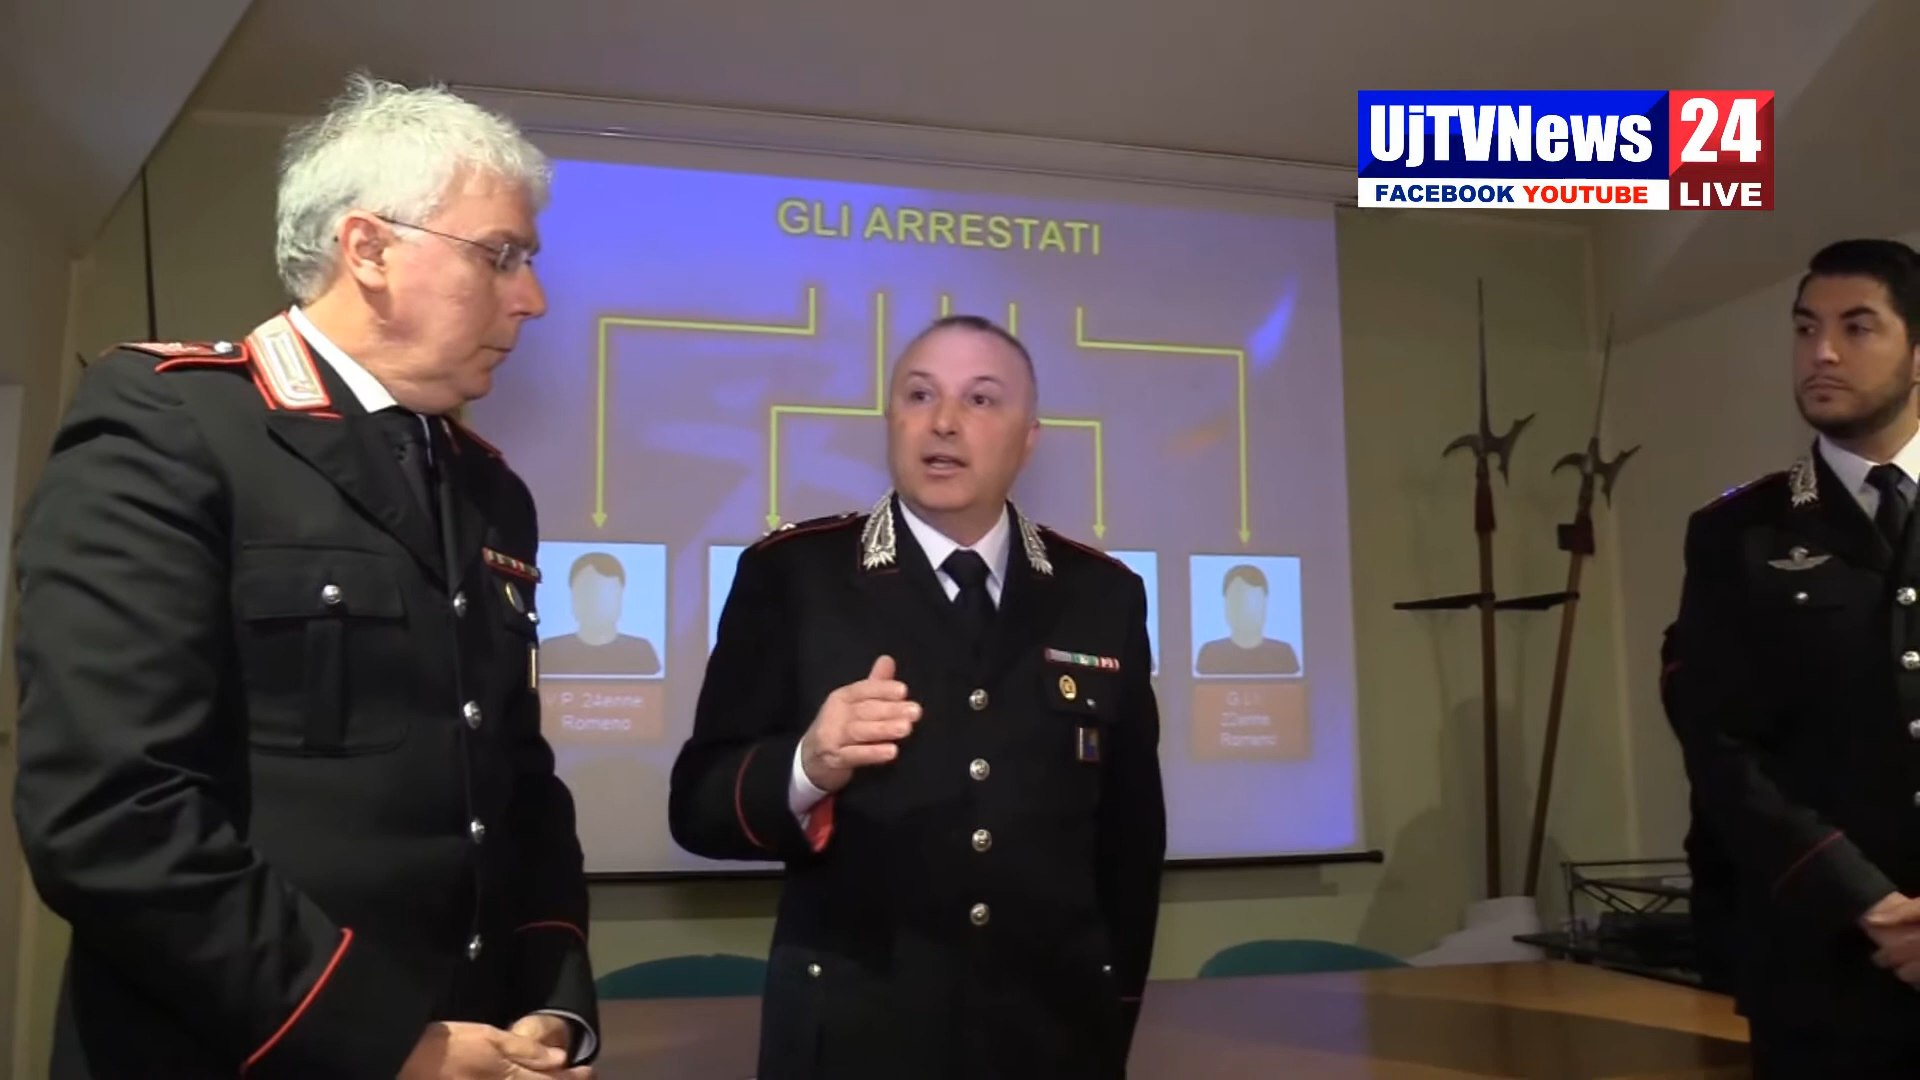 UjTVNews 24
FACEBOOK YOUTUBE LIVE
GLI ARRESTATI
V.P. 24enne
Romeno
22enne
Romeno